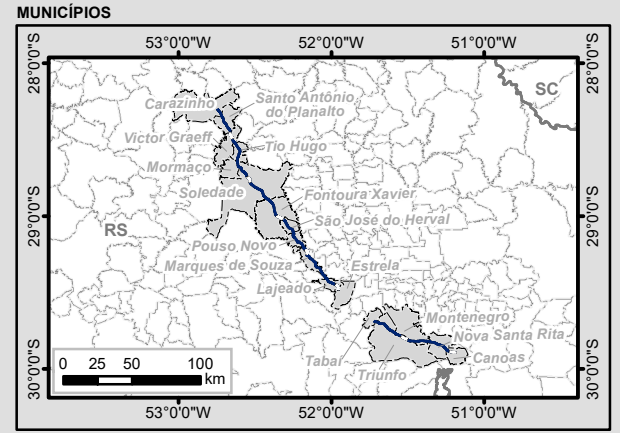 MUNICÍPIOS
53°0'0"W 52°0'0"W 51°0'0"W
28°0'0"S 28°0'0"S
SC
Carazinho
Santo Antônio
do Planalto
Victor Graeff
Tio Hugo
Mormaço
Soledade
Fontoura Xavier
São José do Herval
29°0'0"S 29°0'0"S
RS
Pouso Novo
Marques de Souza
Estrela
Lajeado
Montenegro
Nova Santa Rita
Canoas
Tabaí
Triunfo
0 25 50 100
km
30°0'0"S 30°0'0"S
53°0'0"W 52°0'0"W 51°0'0"W